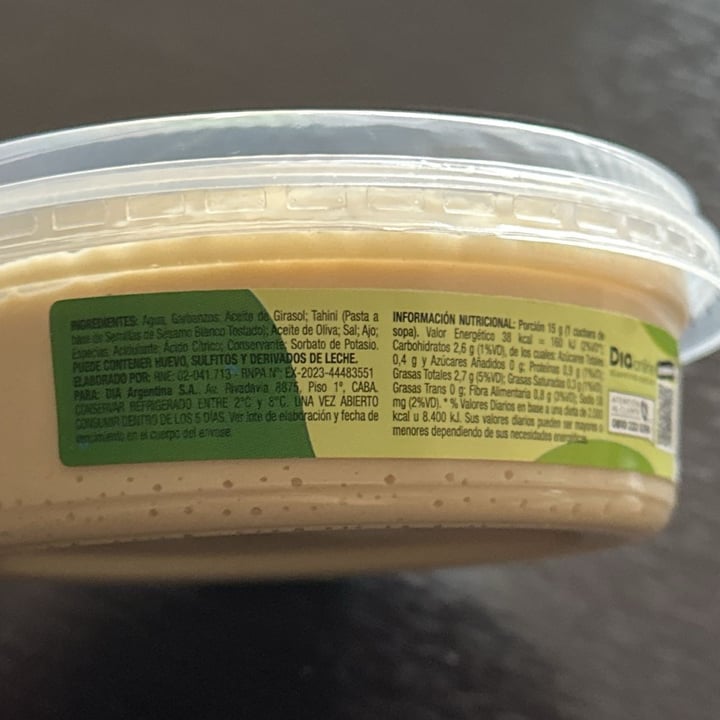 INGREDIENTES: Agua, Garbanzos; Aceite de Girasol; Tahini (Pasta a
base de Semillas de Sésamo Blanco Tostado); Aceite de Oliva; Sal; Ajo;
Especias, Acidulante: Ácido Cítrico; Conservante: Sorbato de Potasio.
PUEDE CONTENER HUEVO, SULFITOS Y DERIVADOS DE LECHE.
ELABORADO POR: RNE: 02-041 713 - RNPA N°: EX-2023-44483551
PARA: DIA Argentina S.A. Av. Rivadavia 8875, Piso 1°, CABA.
CONSERVAR REFRIGERADO ENTRE 2°C y 8°C. UNA VEZ ABIERTO
CONSUMIR DENTRO DE LOS 5 DÍAS. Ver lote de elaboración y fecha de
vencimiento en el cuerpo del envase.
INFORMACIÓN NUTRICIONAL: Porción 15 g (1 cuchara de
sopa). Valor Energético 38 kcal = 160 kJ (2%VD);
Carbohidratos 2,6 g (1%VD), de los cuales: Azúcares Totales
0,4 g y Azúcares Añadidos 0 g; Proteínas 0,9 g
Grasas Totales 2,7 g (5%VD); Grasas Saturadas 0,3 g
Grasas Trans 0 g; Fibra Alimentaria 0,8 g (3%VD); Sodio
mg (2%VD). * % Valores Diarios en base a una dieta de 2.000
kcal u 8.400 kJ. Sus valores diarios pueden ser mayores o
menores dependiendo de sus necesidades energéticas.
Dia online
ATENCIÓN
AL CLIENTE